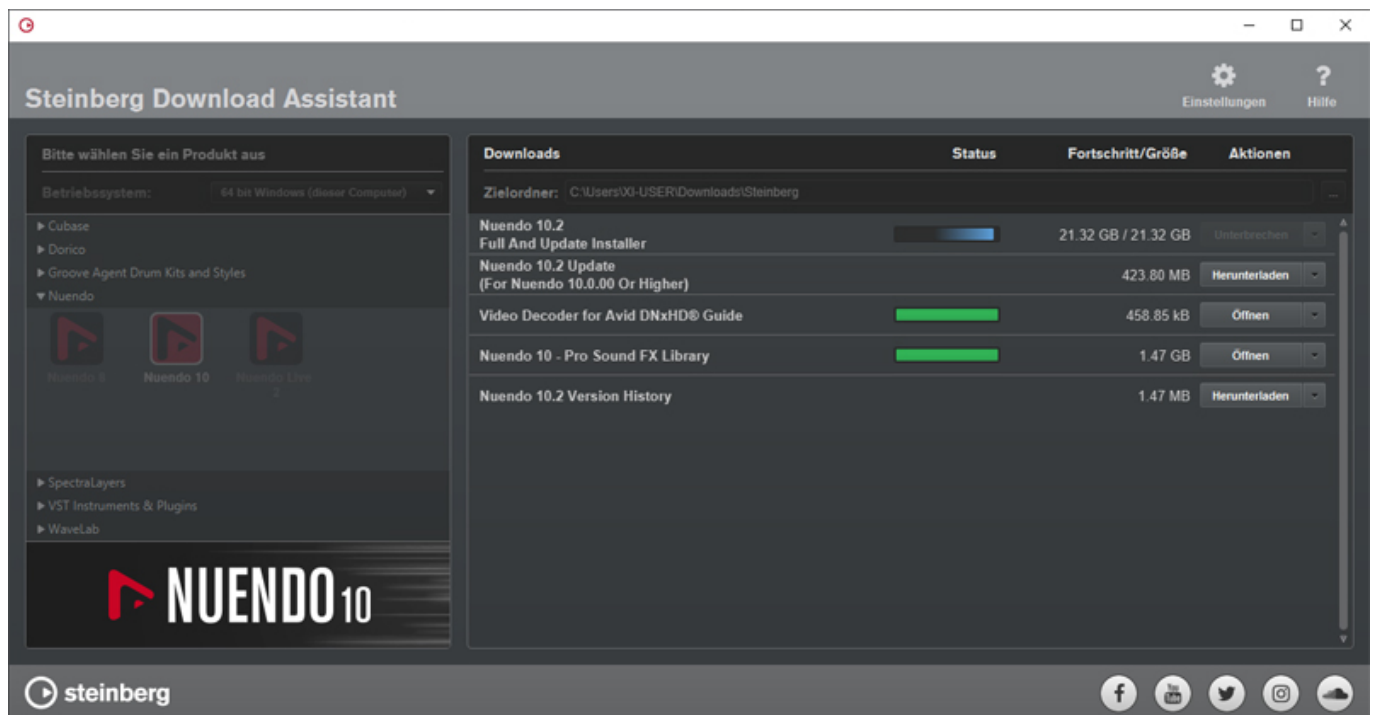 Steinberg Download Assistant
Einstellungen
Hilfe
Bitte wählen Sie ein Produkt aus
Betriebssystem: 64 bit Windows (dieser Computer)
Cubase
Dorico
Groove Agent Drum Kits and Styles
Nuendo
Nuendo 10
Nuendo Live
2
SpectraLayers
VST Instruments & Plugins
WaveLab
NUENDO 10
Downloads Status Fortschritt/Größe Aktionen
Zielordner: C:\Users\XI-USER\Downloads\Steinberg ...
Nuendo 10.2
Full And Update Installer
21.32 GB / 21.32 GB Unterbrechen
Nuendo 10.2 Update
(For Nuendo 10.0.00 Or Higher)
423.80 MB Herunterladen
Video Decoder for Avid DNxHD® Guide 458.85 kB Öffnen
Nuendo 10 - Pro Sound FX Library 1.47 GB Öffnen
Nuendo 10.2 Version History 1.47 MB Herunterladen
steinberg